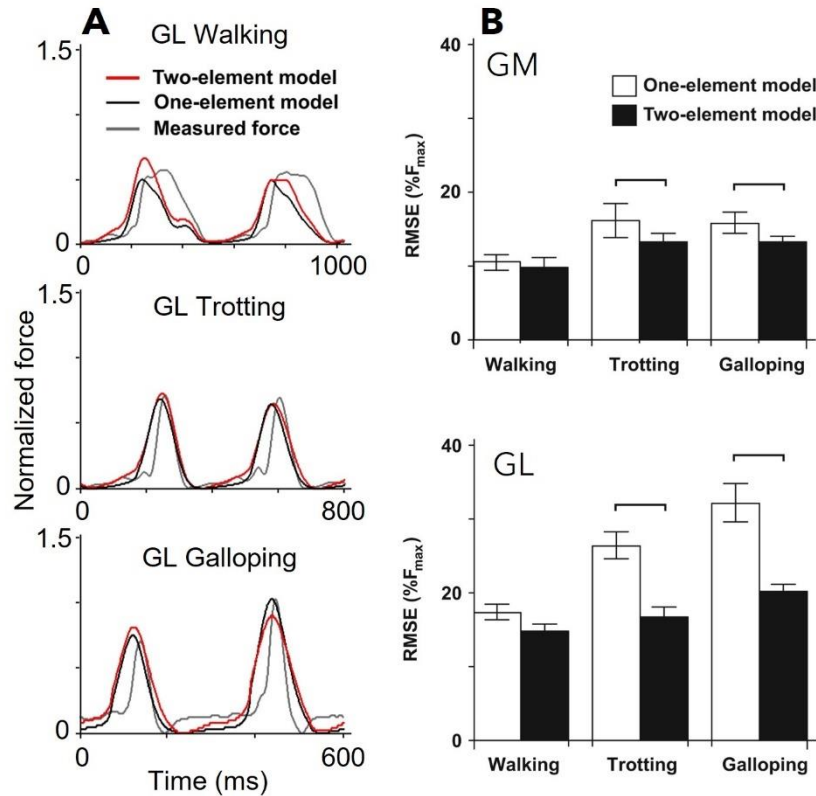 A
GL Walking
1.5
Two-element model
One-element model
Measured force
0
0
1000
1.5
GL Trotting
0
0
800
1.5
GL Galloping
0
0
600
Normalized force
Time (ms)
B
40
GM
One-element model
Two-element model
20
0
RMSE (%Fmax)
Walking
Trotting
Galloping
40
GL
20
0
RMSE (%Fmax)
Walking
Trotting
Galloping